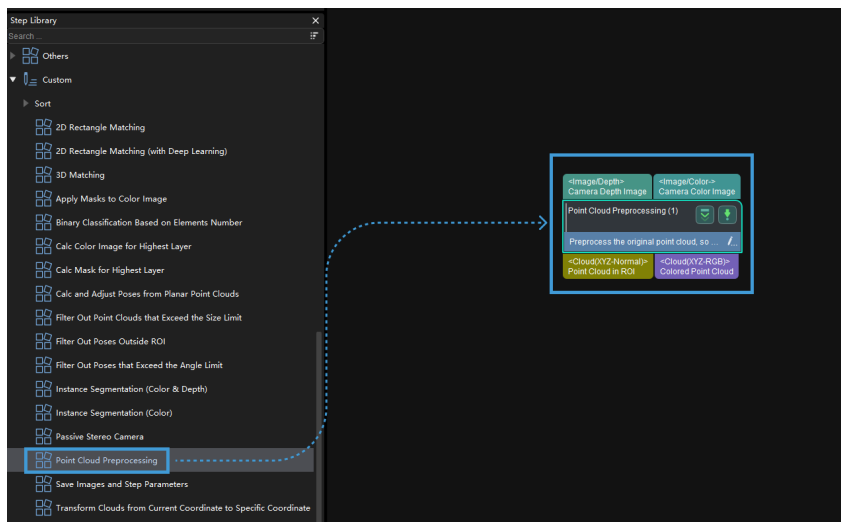 Step Library
Search ...
Others
Custom
Sort
2D Rectangle Matching
2D Rectangle Matching (with Deep Learning)
3D Matching
Apply Masks to Color Image
Binary Classification Based on Elements Number
Calc Color Image for Highest Layer
Calc Mask for Highest Layer
Calc and Adjust Poses from Planar Point Clouds
Filter Out Point Clouds that Exceed the Size Limit
Filter Out Poses Outside ROI
Filter Out Poses that Exceed the Angle Limit
Instance Segmentation (Color & Depth)
Instance Segmentation (Color)
Passive Stereo Camera
Point Cloud Preprocessing
Save Images and Step Parameters
Transform Clouds from Current Coordinate to Specific Coordinate
<Image/Depth>
Camera Depth Image
<Image/Color->
Camera Color Image
Point Cloud Preprocessing (1)
Preprocess the original point cloud, so ...
<Cloud(XYZ-Normal)>
Point Cloud in ROI
<Cloud(XYZ-RGB)>
Colored Point Cloud